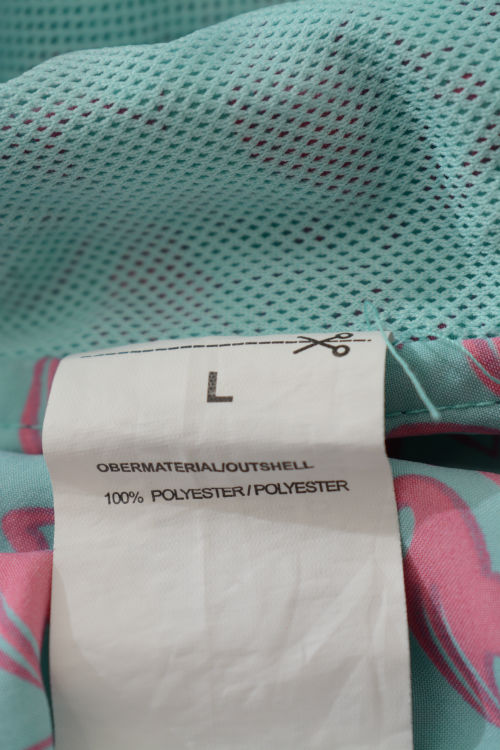 L
OBERMATERIAL/OUTSHELL
100% POLYESTER/POLYESTER